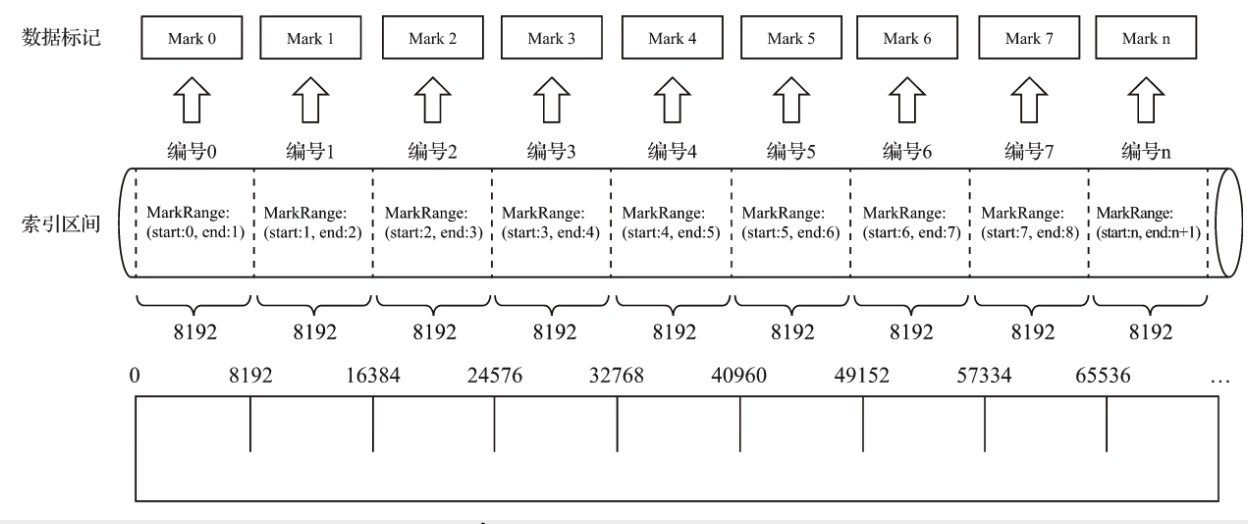 数据标记 Mark 0 Mark 1 Mark 2 Mark 3 Mark 4 Mark 5 Mark 6 Mark 7 Mark n
编号0 编号1 编号2 编号3 编号4 编号5 编号6 编号7 编号n
索引区间
MarkRange: MarkRange: MarkRange: MarkRange: MarkRange: MarkRange: MarkRange: MarkRange: MarkRange:
(start:0, end:1) (start:1, end:2) (start:2, end:3) (start:3, end:4) (start:4, end:5) (start:5, end:6) (start:6, end:7) (start:7, end:8) (start:n, end:n+1)
8192 8192 8192 8192 8192 8192 8192 8192 8192
0 8192 16384 24576 32768 40960 49152 57334 65536 …